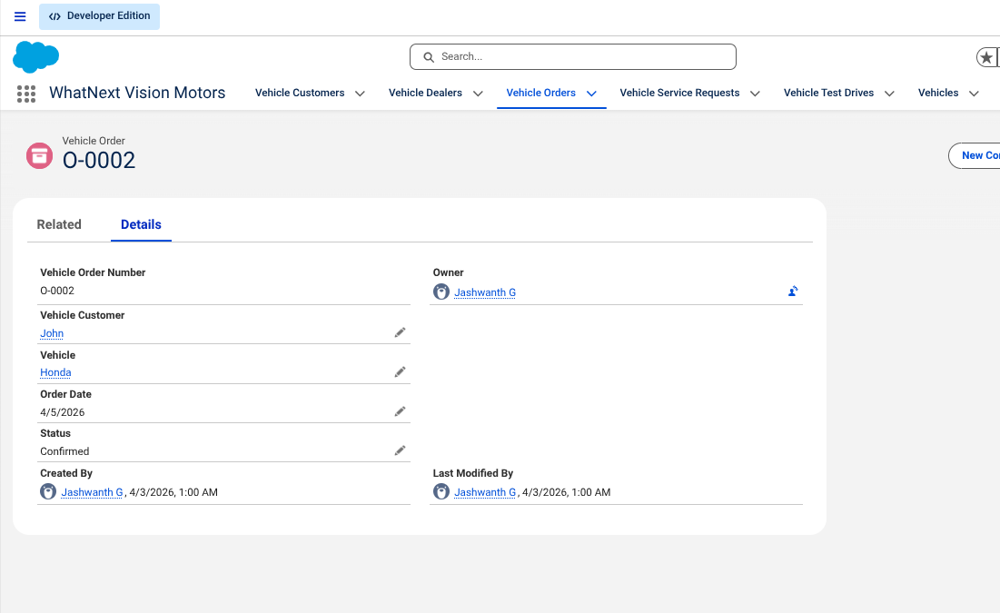 Developer Edition
Search...
WhatNext Vision Motors
Vehicle Customers
Vehicle Dealers
Vehicle Orders
Vehicle Service Requests
Vehicle Test Drives
Vehicles
Vehicle Order
O-0002
New Con
Related
Details
Vehicle Order Number
O-0002
Owner
Jashwanth G
Vehicle Customer
John
Vehicle
Honda
Order Date
4/5/2026
Status
Confirmed
Created By
Jashwanth G, 4/3/2026, 1:00 AM
Last Modified By
Jashwanth G, 4/3/2026, 1:00 AM